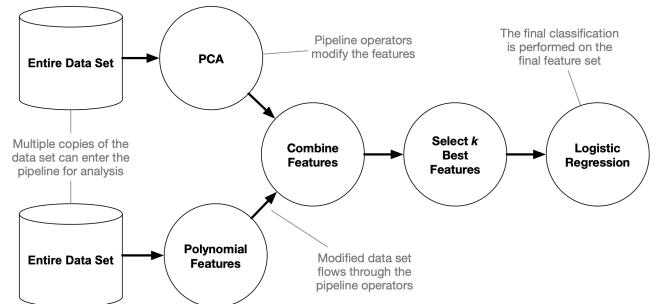 Entire Data Set
PCA
Pipeline operators
modify the features
The final classification
is performed on the
final feature set
Multiple copies of the
data set can enter the
pipeline for analysis
Combine
Features
Select k
Best
Features
Logistic
Regression
Entire Data Set
Polynomial
Features
Modified data set
flows through the
pipeline operators